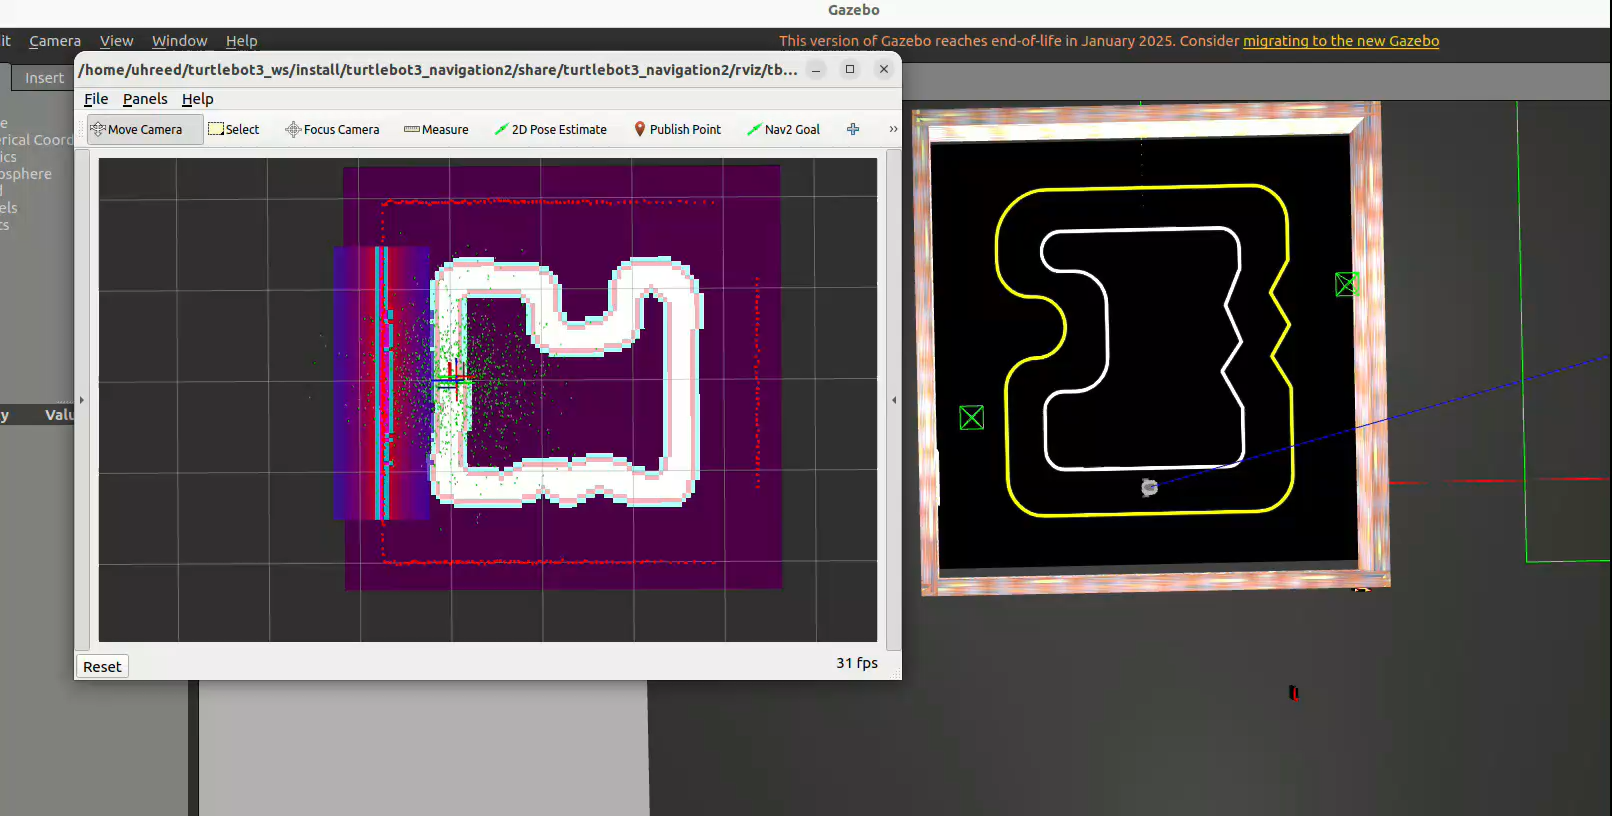 Gazebo
it Camera View Window Help
This version of Gazebo reaches end-of-life in January 2025. Consider migrating to the new Gazebo
Insert
/home/uhreed/turtlebot3_ws/install/turtlebot3_navigation2/share/turtlebot3_navigation2/rviz/tb...
File Panels Help
Move Camera Select Focus Camera Measure 2D Pose Estimate Publish Point Nav2 Goal »
e
erical Coord
ics
osphere
d
els
ts
y Valu
Reset
31 fps